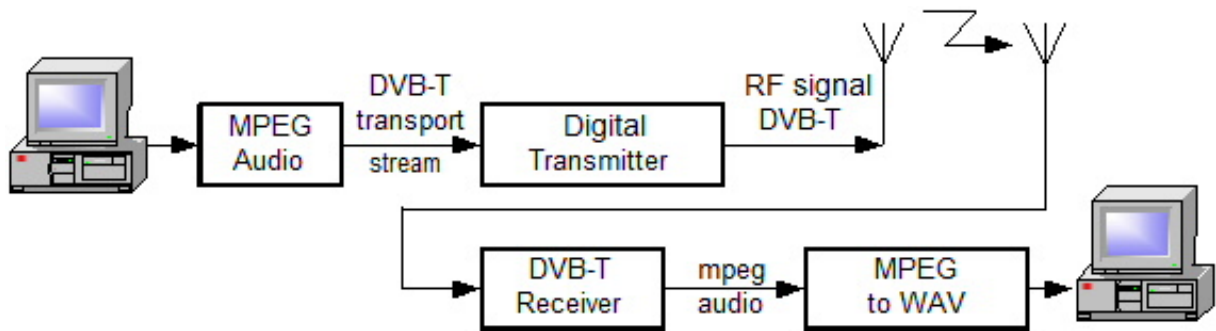 MPEG
Audio
DVB-T
transport
stream
Digital
Transmitter
RF signal
DVB-T
DVB-T
Receiver
mpeg
audio
MPEG
to WAV